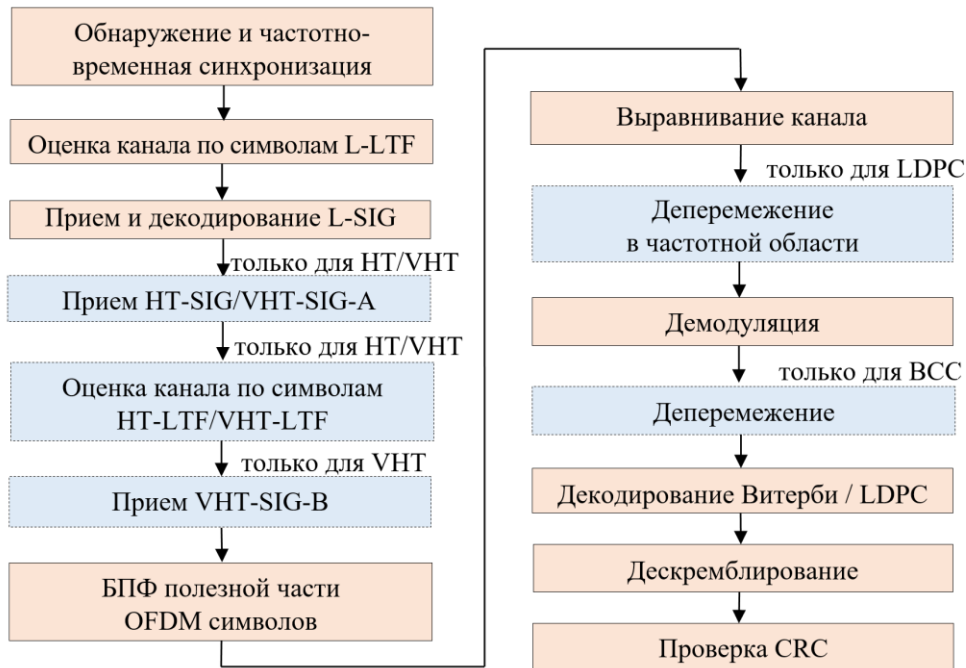 Обнаружение и частотно-
временная синхронизация
Оценка канала по символам L-LTF
Прием и декодирование L-SIG
только для HT/VHT
Прием HT-SIG/VHT-SIG-A
только для HT/VHT
Оценка канала по символам
HT-LTF/VHT-LTF
только для VHT
Прием VHT-SIG-B
БПФ полезной части
OFDM символов
Выравнивание канала
только для LDPC
Деперемежение
в частотной области
Демодуляция
только для BCC
Деперемежение
Декодирование Витерби / LDPC
Дескремблирование
Проверка CRC